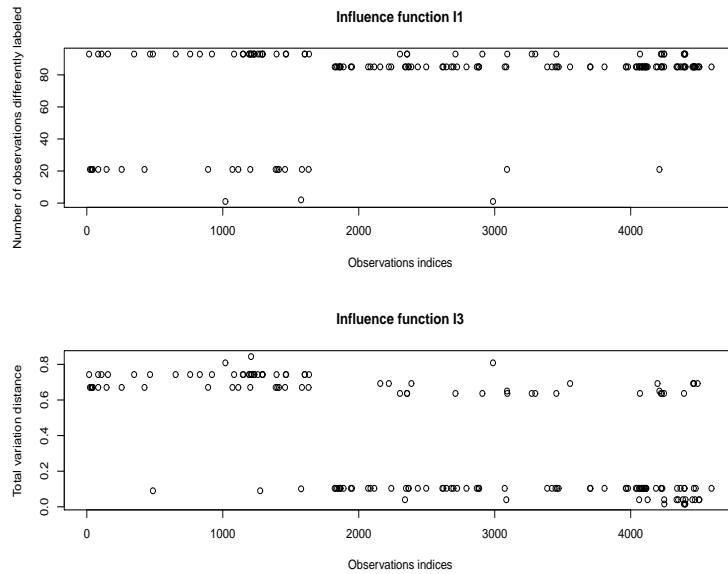 Influence function I1
Number of observations differently labeled
80
60
40
20
0
0 1000 2000 3000 4000
Observations indices
Influence function I3
Total variation distance
0.8
0.6
0.4
0.2
0.0
0 1000 2000 3000 4000
Observations indices